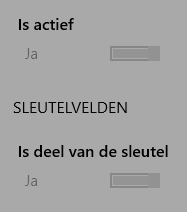 Is actief
Ja
SLEUTELVELDEN
Is deel van de sleutel
Ja